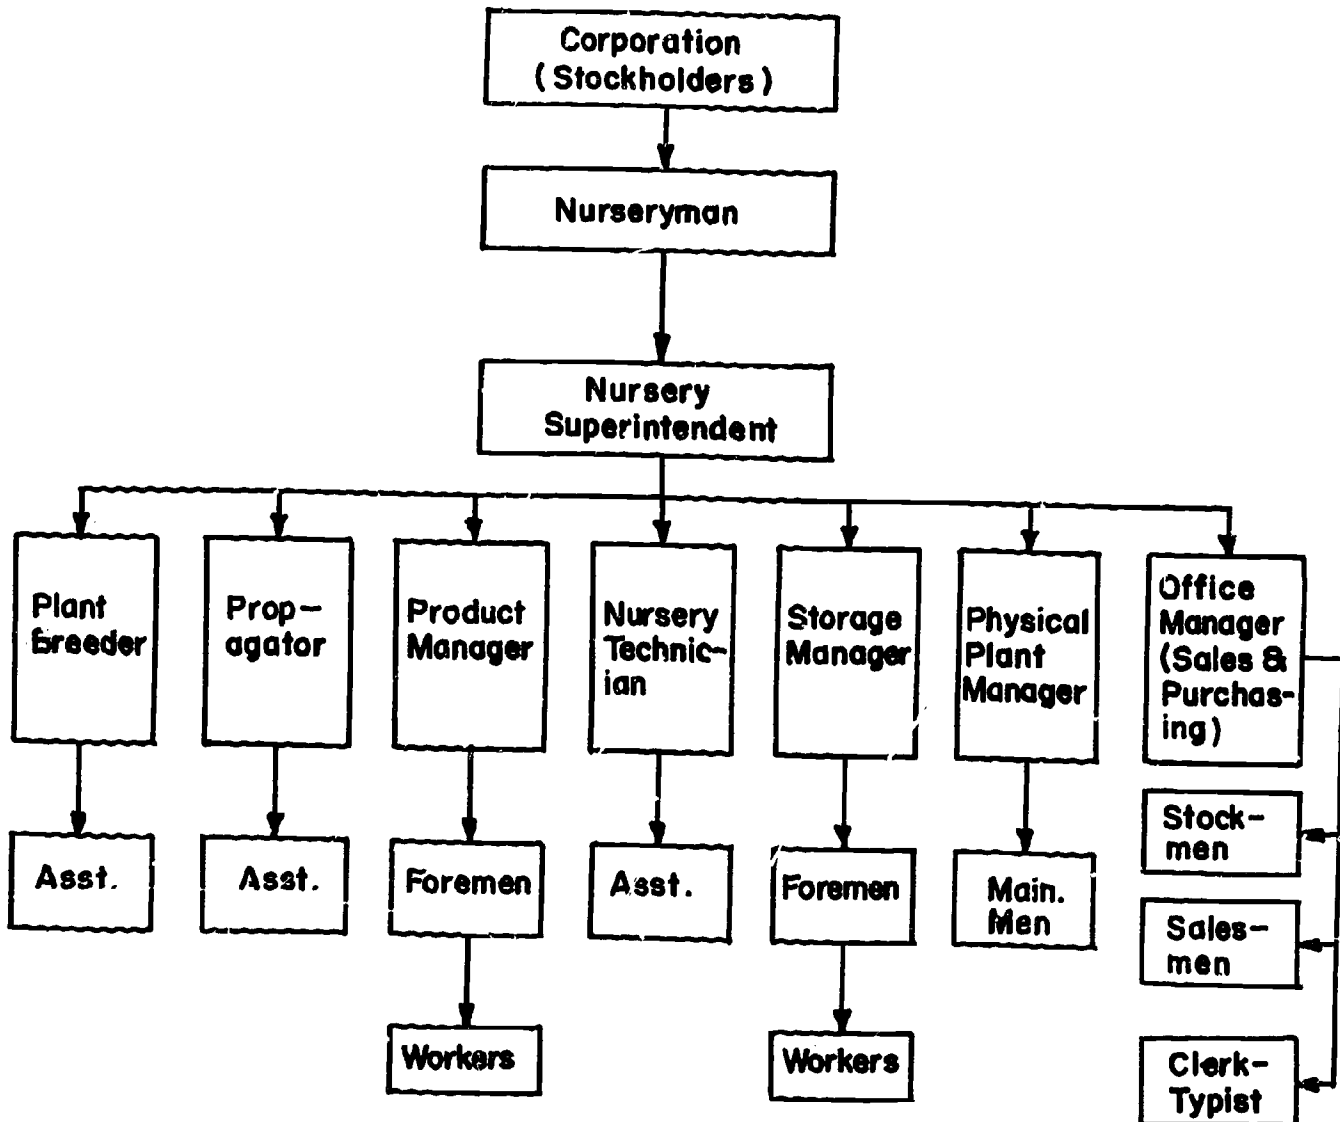 Corporation
(Stockholders)
Nurseryman
Nursery
Superintendent
Plant
Breeder
Prop-
agator
Product
Manager
Nursery
Technic-
ian
Storage
Manager
Physical
Plant
Manager
Office
Manager
(Sales &
Purchas-
ing)
Asst.
Asst.
Foremen
Asst.
Foremen
Main.
Men
Stock-
men
Sales-
men
Workers
Workers
Clerk-
Typist